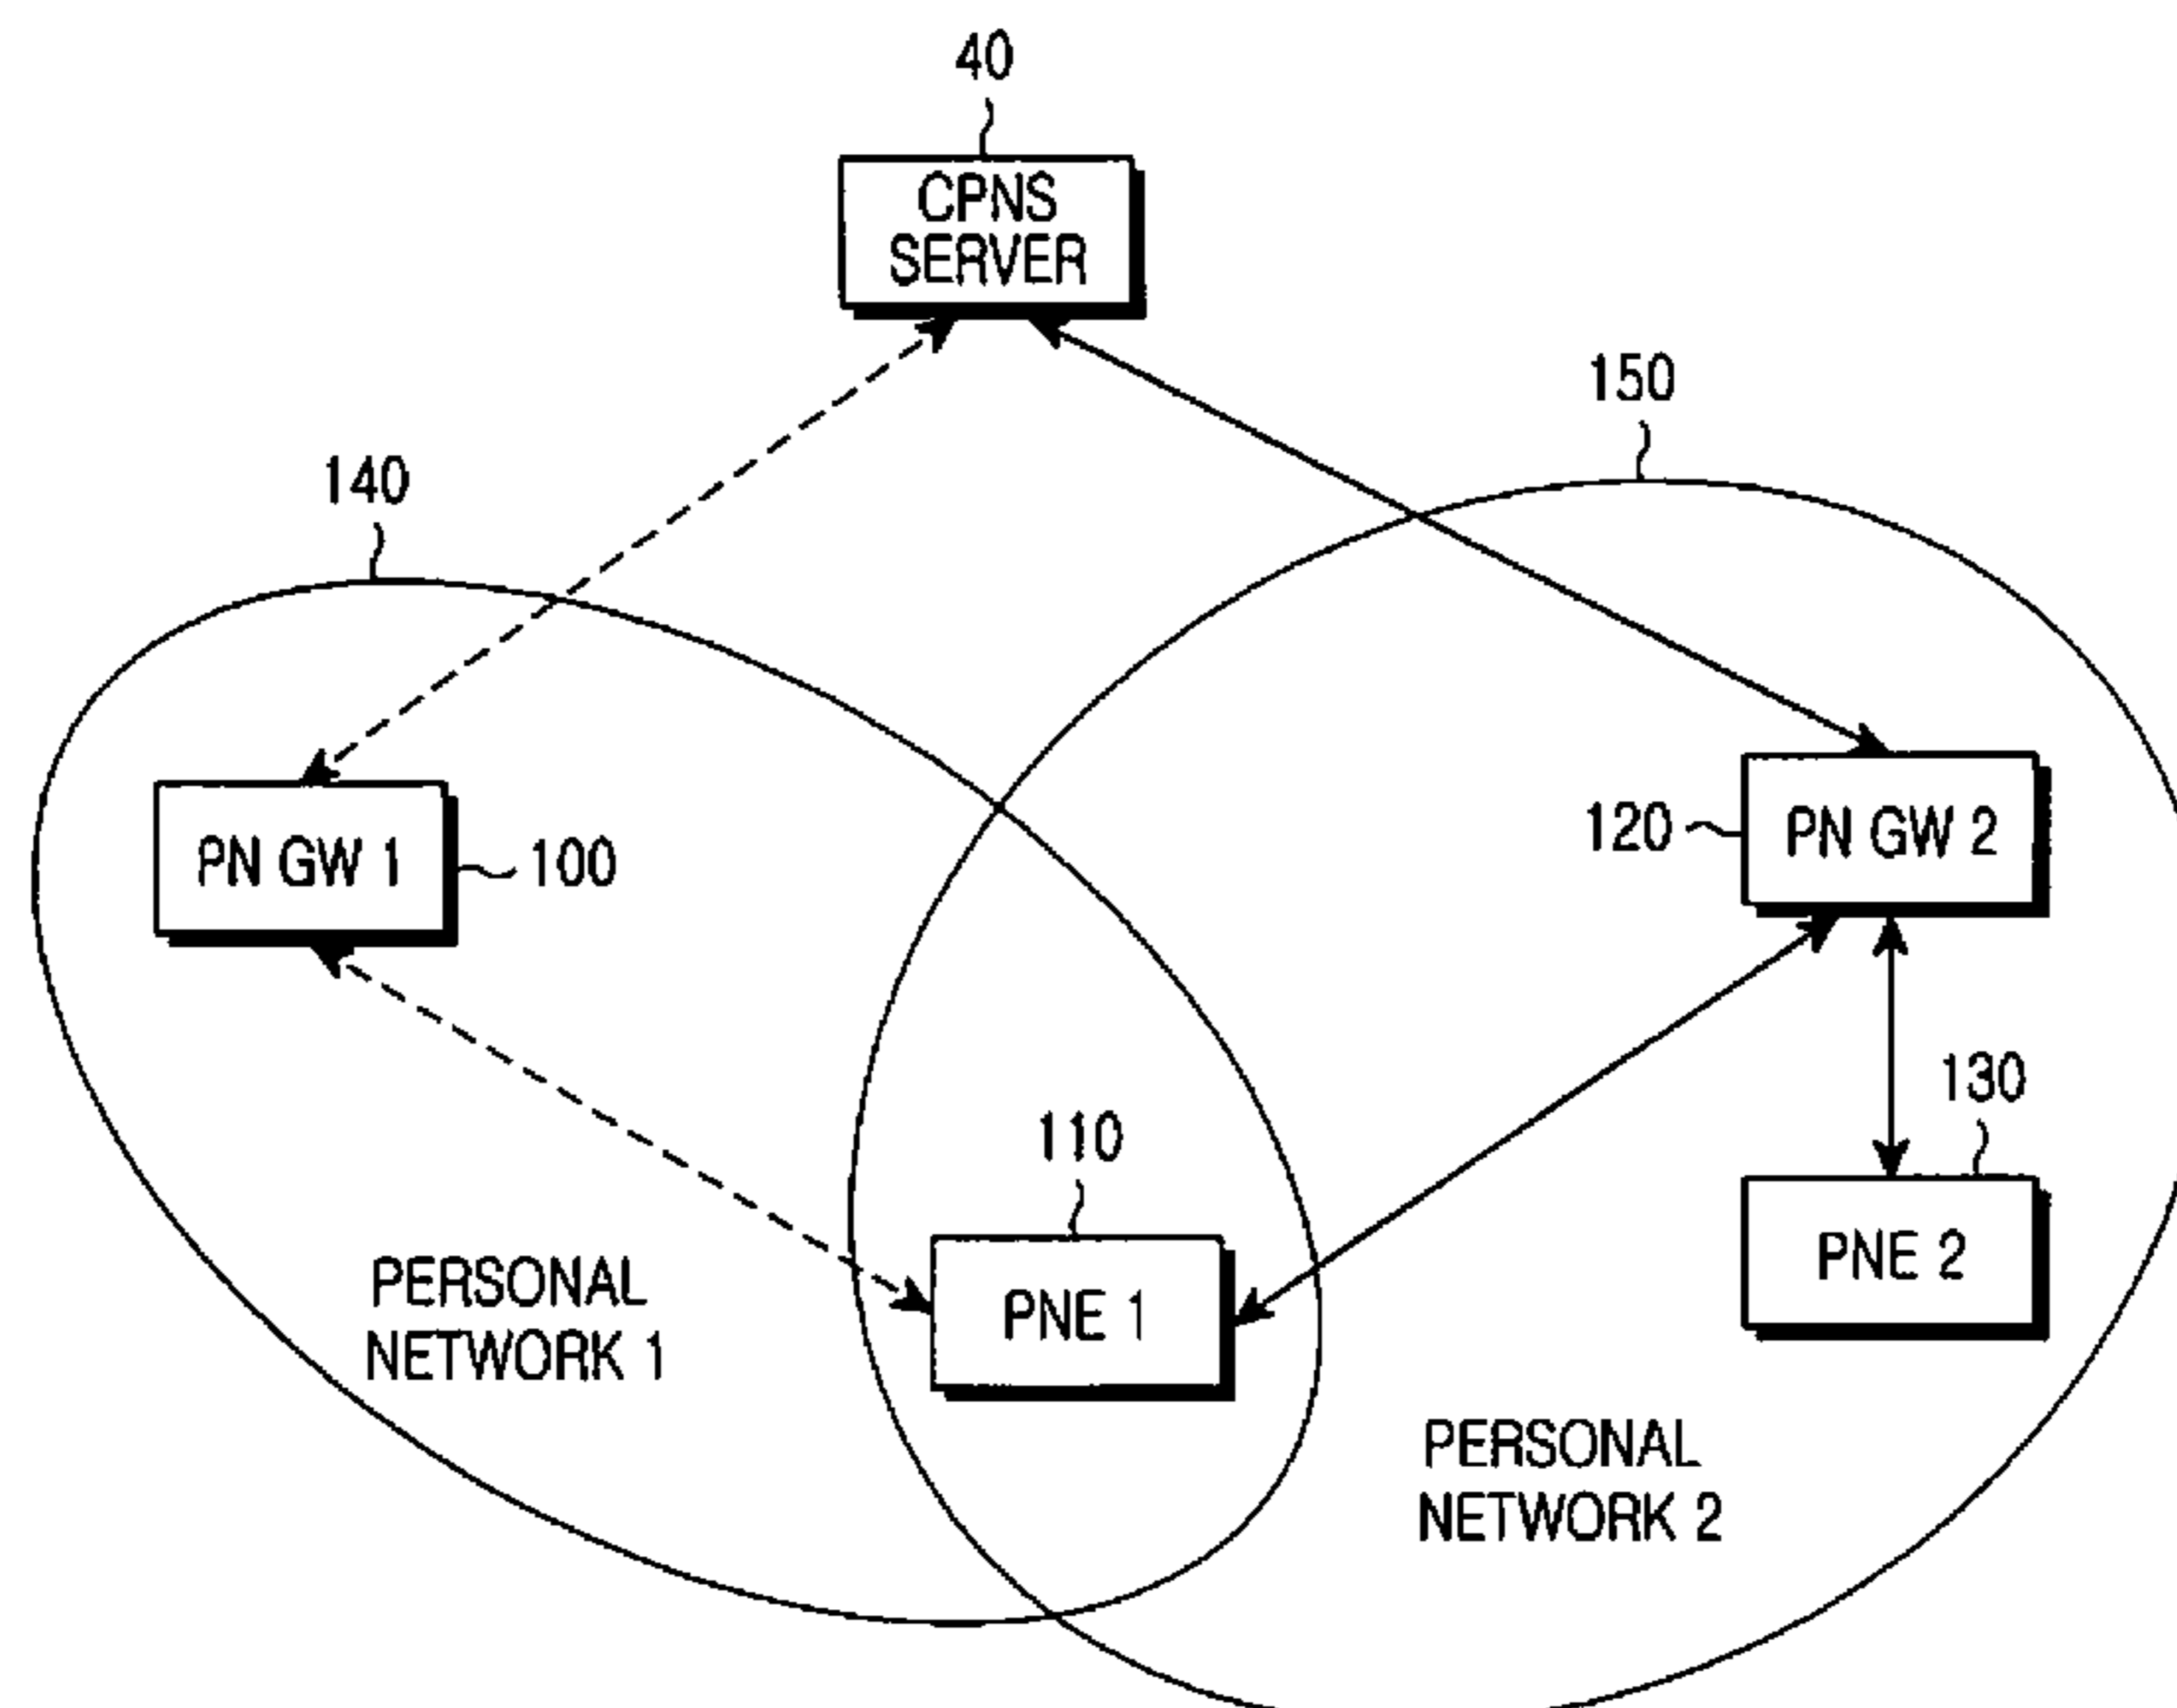 40
CPNS
SERVER
150
140
PN GW 1
100
120
PN GW 2
130
110
PNE 2
PERSONAL
NETWORK 1
PNE 1
PERSONAL
NETWORK 2